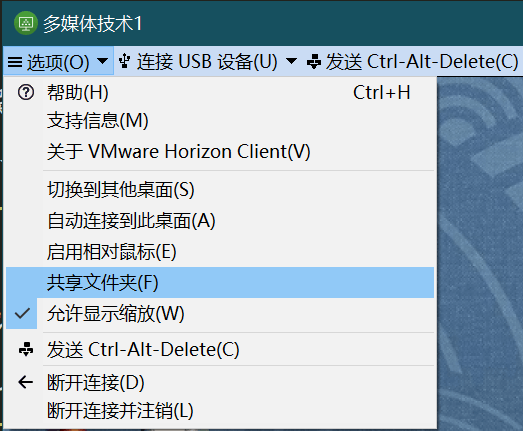 多媒体技术1
选项(O) 连接 USB 设备(U) 发送 Ctrl-Alt-Delete(C)
帮助(H) Ctrl+H
支持信息(M)
关于 VMware Horizon Client(V)
切换到其他桌面(S)
自动连接到此桌面(A)
启用相对鼠标(E)
共享文件夹(F)
允许显示缩放(W)
发送 Ctrl-Alt-Delete(C)
断开连接(D)
断开连接并注销(L)